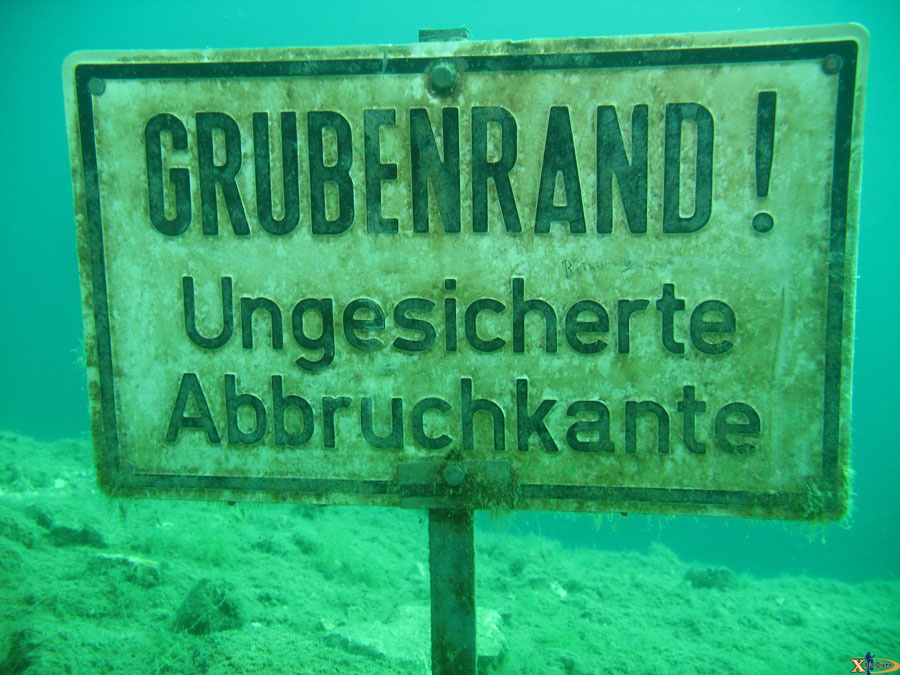 GRUBENRAND !
Ungesicherte
Abbruchkante